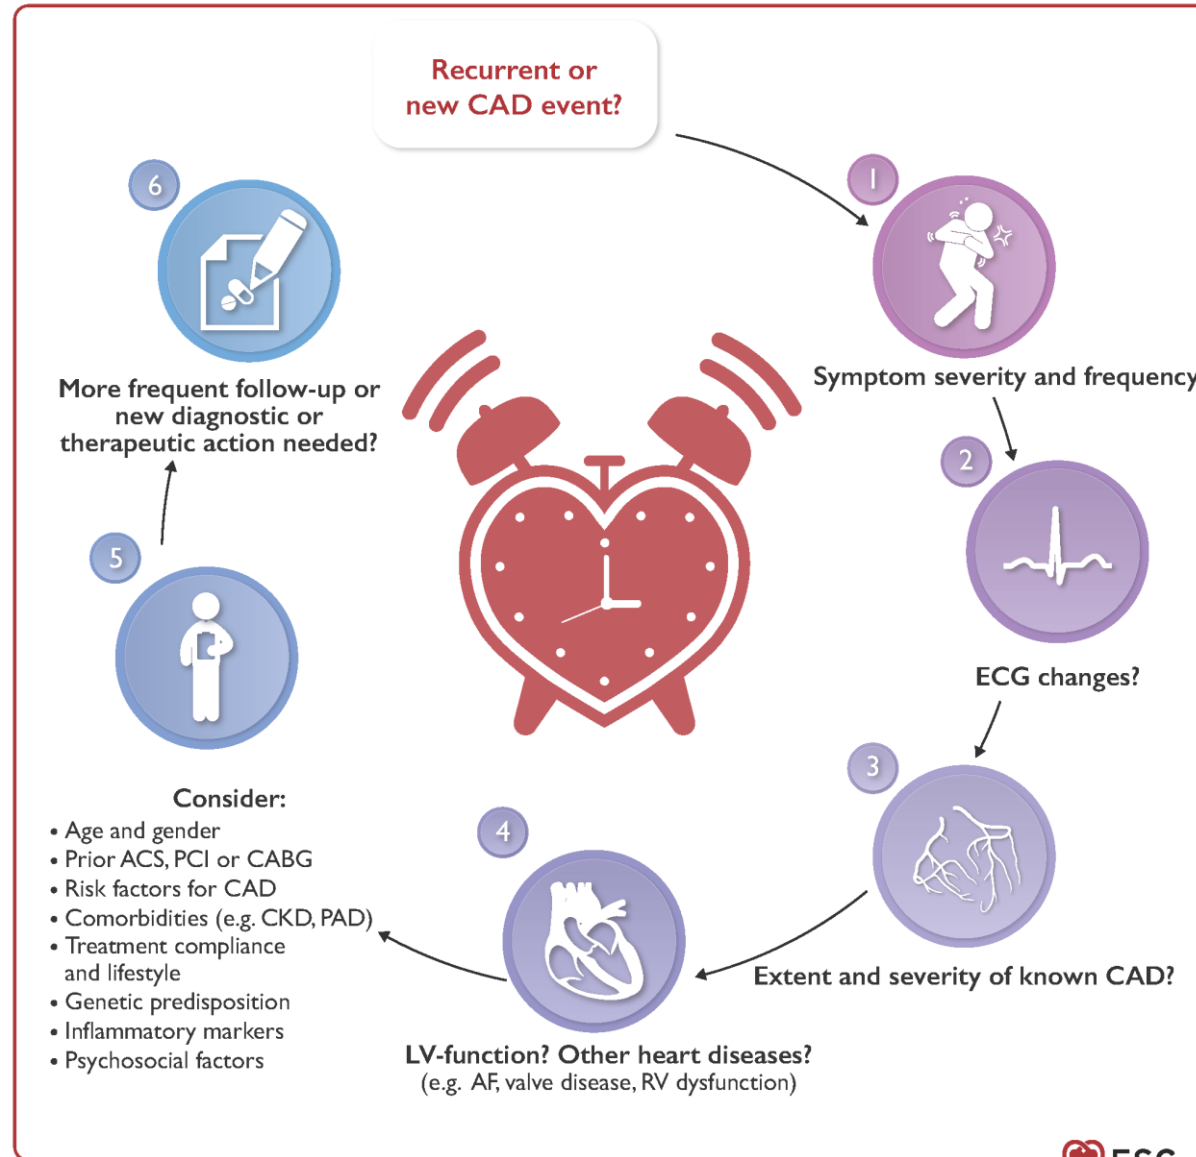 Recurrent or
new CAD event?
1
Symptom severity and frequency
2
ECG changes?
3
Extent and severity of known CAD?
4
LV-function? Other heart diseases?
(e.g. AF, valve disease, RV dysfunction)
5
Consider:
• Age and gender
• Prior ACS, PCI or CABG
• Risk factors for CAD
• Comorbidities (e.g. CKD, PAD)
• Treatment compliance
and lifestyle
• Genetic predisposition
• Inflammatory markers
• Psychosocial factors
6
More frequent follow-up or
new diagnostic or
therapeutic action needed?
ESC